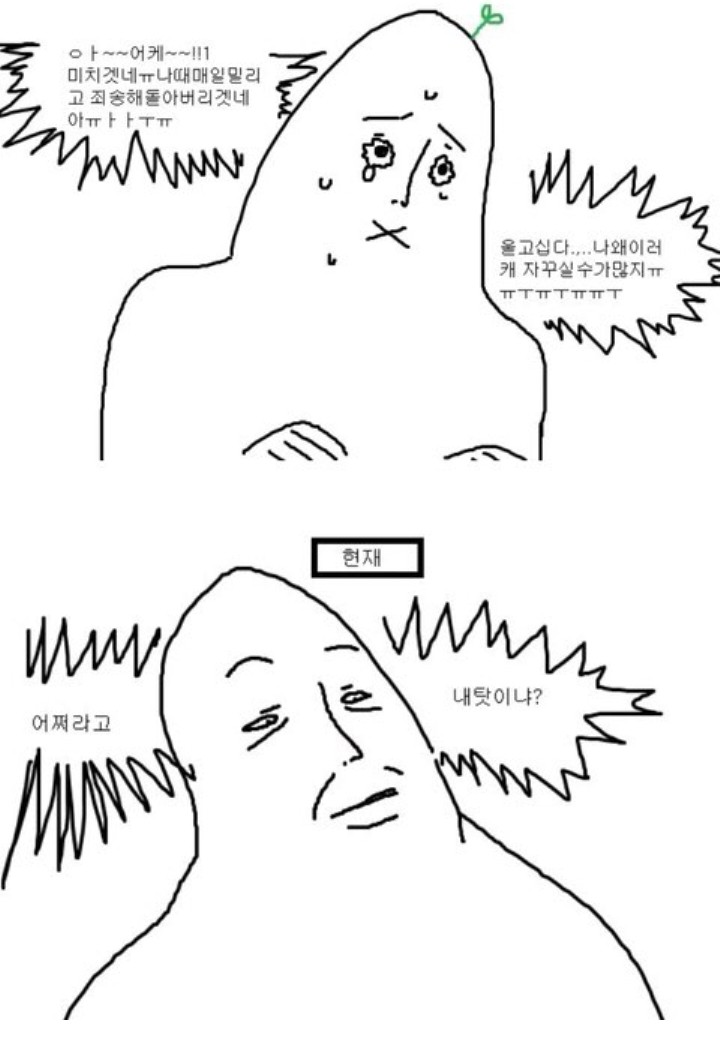 ㅇㅏ~~어케~~!!1
미치겟네ㅠ나때매일밀리
고 죄송해돌아버리겟네
아ㅠㅏㅏㅜㅠ
울고십다.,..나왜이러
캐 자꾸실수가많지ㅠ
ㅠㅜㅠㅜㅠㅠㅜ
현재
내탓이냐?
어쩌라고